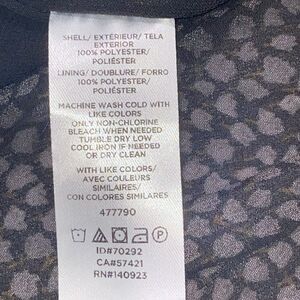 SHELL/ EXTÉRIEUR/ TELA
EXTERIOR
100% POLYESTER/
POLIÉSTER
LINING/ DOUBLURE/ FORRO
100% POLYESTER/
POLIÉSTER
MACHINE WASH COLD WITH
LIKE COLORS
ONLY NON-CHLORINE
BLEACH WHEN NEEDED
TUMBLE DRY LOW
COOL IRON IF NEEDED
OR DRY CLEAN
WITH LIKE COLORS/
AVEC COULEURS
SIMILAIRES/
CON COLORES SIMILARES
477790
ID#70292
CA#57421
RN#140923